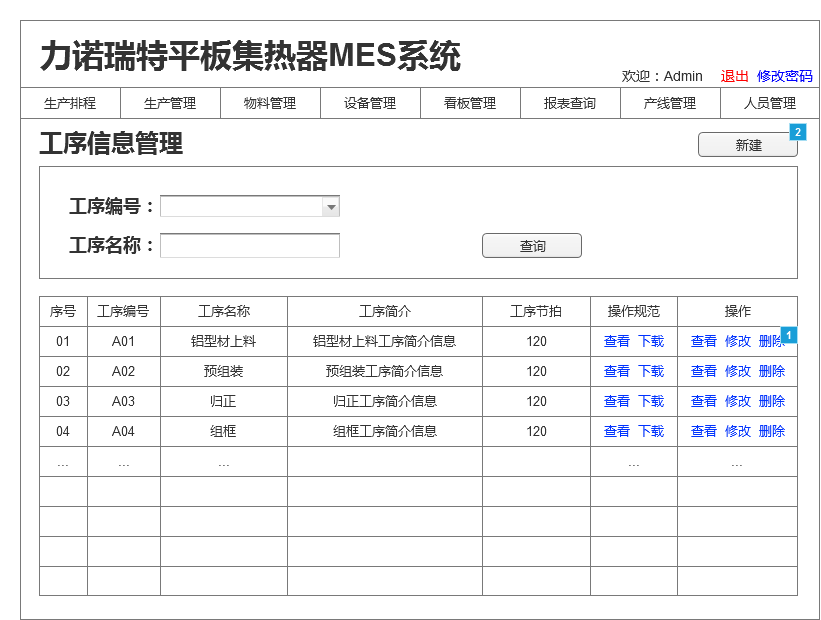 力诺瑞特平板集热器MES系统
欢迎：Admin 退出 修改密码
生产排程 生产管理 物料管理 设备管理 看板管理 报表查询 产线管理 人员管理
工序信息管理
新建 2
工序编号：
工序名称：
查询
序号 工序编号 工序名称 工序简介 工序节拍 操作规范 操作
01 A01 铝型材上料 铝型材上料工序简介信息 120 查看 下载 查看 修改 删除 1
02 A02 预组装 预组装工序简介信息 120 查看 下载 查看 修改 删除
03 A03 归正 归正工序简介信息 120 查看 下载 查看 修改 删除
04 A04 组框 组框工序简介信息 120 查看 下载 查看 修改 删除
... ... ... ... ...